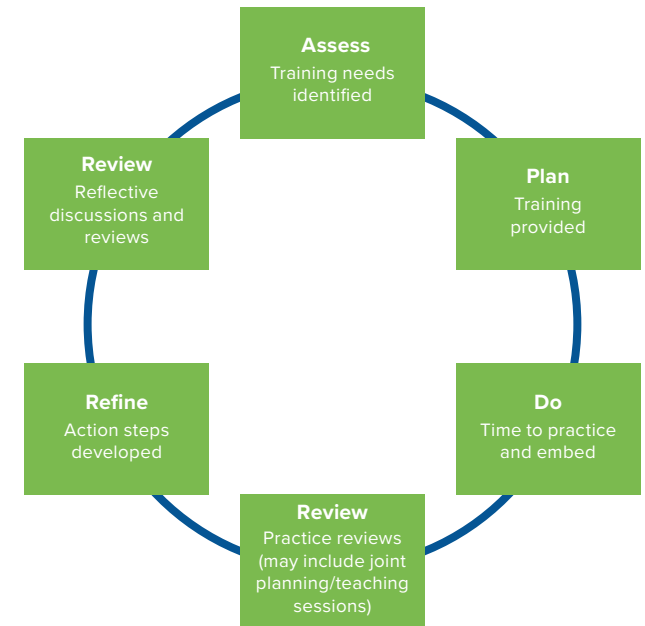 Assess
Training needs
identified
Plan
Training
provided
Do
Time to practice
and embed
Review
Practice reviews
(may include joint
planning/teaching
sessions)
Refine
Action steps
developed
Review
Reflective
discussions and
reviews